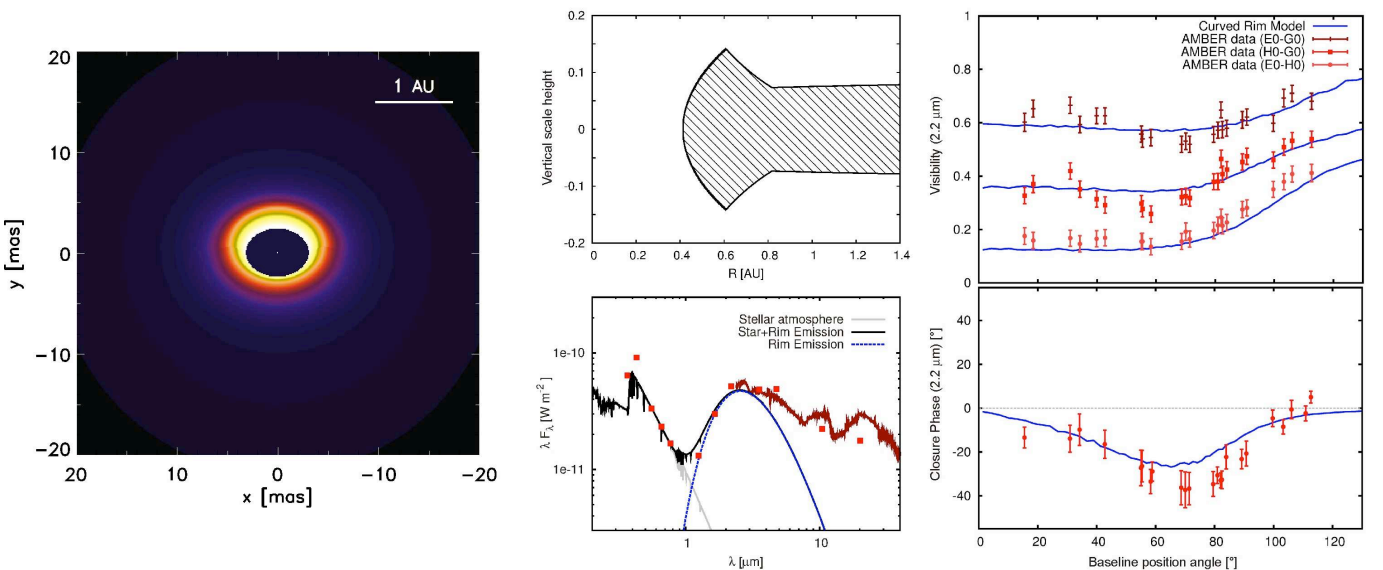 20
10
0
−10
−20
20
10
0
−10
−20
y [mas]
x [mas]
1 AU
0.2
0.1
0
-0.1
-0.2
0
0.2
0.4
0.6
0.8
1
1.2
1.4
Vertical scale height
R [AU]
Stellar atmosphere
Star+Rim Emission
Rim Emission
1e-10
1e-11
λ Fλ [W m-2 ]
1
10
λ [μm]
Curved Rim Model
AMBER data (E0-G0)
AMBER data (H0-G0)
AMBER data (E0-H0)
1
0.8
0.6
0.4
0.2
0
Visibility (2.2 μm)
40
20
0
-20
-40
Closure Phase (2.2 μm) [°]
0
20
40
60
80
100
120
Baseline position angle [°]